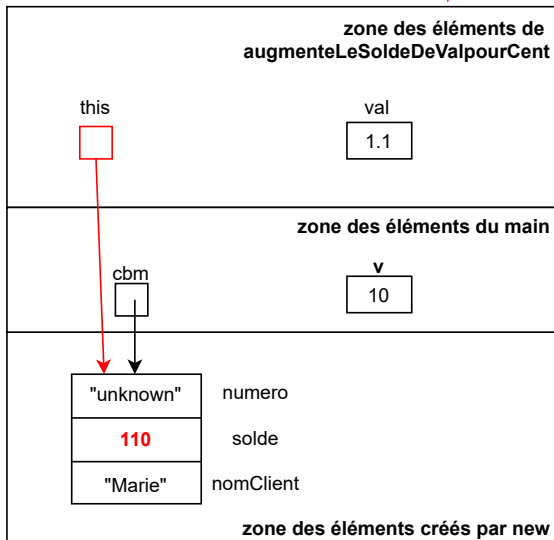 zone des éléments de
augmenteLeSoldeDeValpourCent
this
val
1.1
zone des éléments du main
cbm
v
10
"unknown"
numero
110
solde
"Marie"
nomClient
zone des éléments créés par new